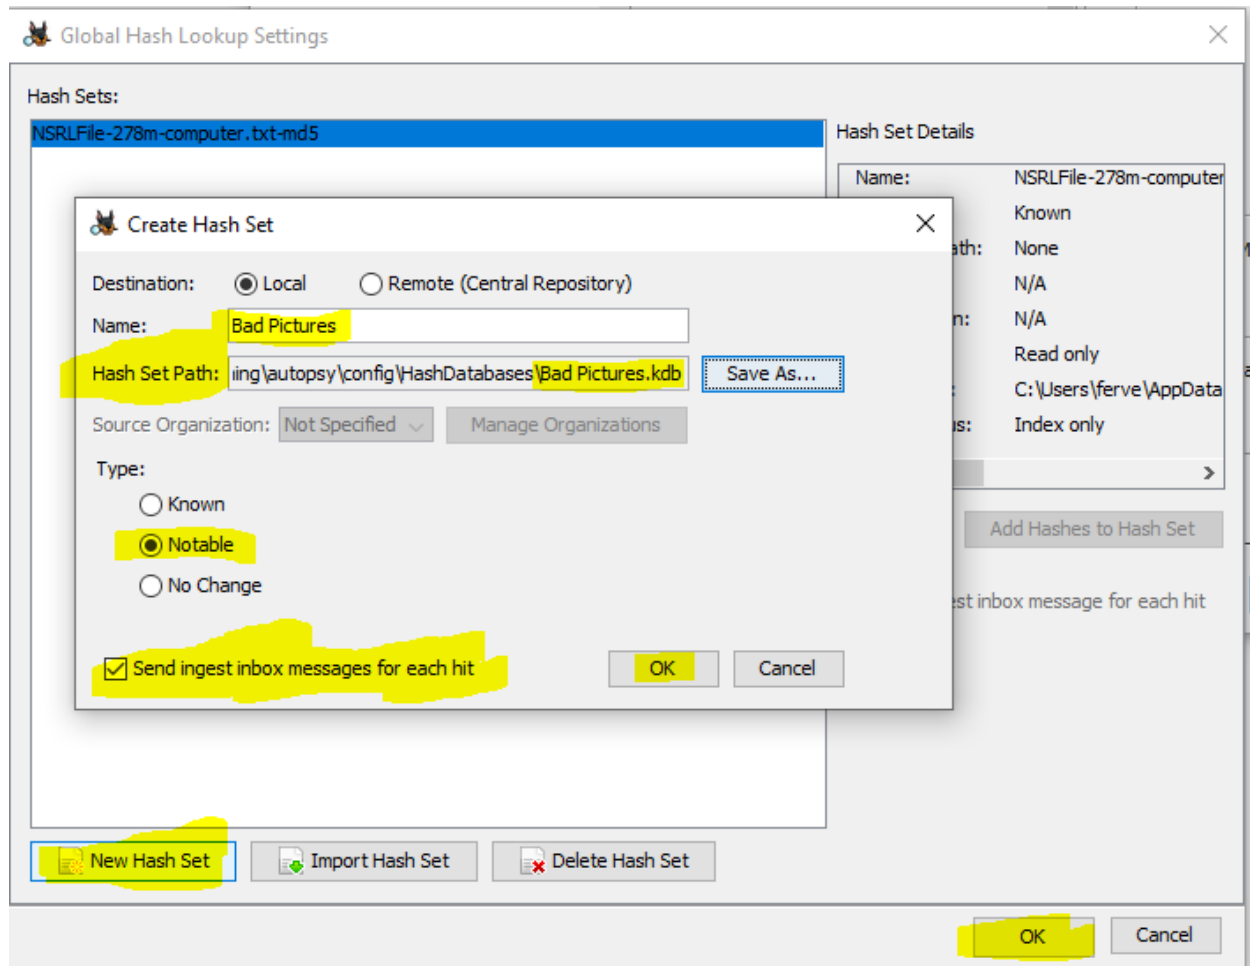 Global Hash Lookup Settings
Hash Sets:
NSRLFile-278m-computer.txt-md5
Hash Set Details
Name: NSRLFile-278m-computer
Known
ath: None
N/A
n: N/A
Read only
: C:\Users\ferve\AppData
us: Index only
Add Hashes to Hash Set
est inbox message for each hit
Create Hash Set
Destination: Local Remote (Central Repository)
Name: Bad Pictures
Hash Set Path: ing\autopsy\config\HashDatabases\Bad Pictures.kdb Save As...
Source Organization: Not Specified Manage Organizations
Type:
Known
Notable
No Change
Send ingest inbox messages for each hit OK Cancel
New Hash Set Import Hash Set Delete Hash Set
OK Cancel